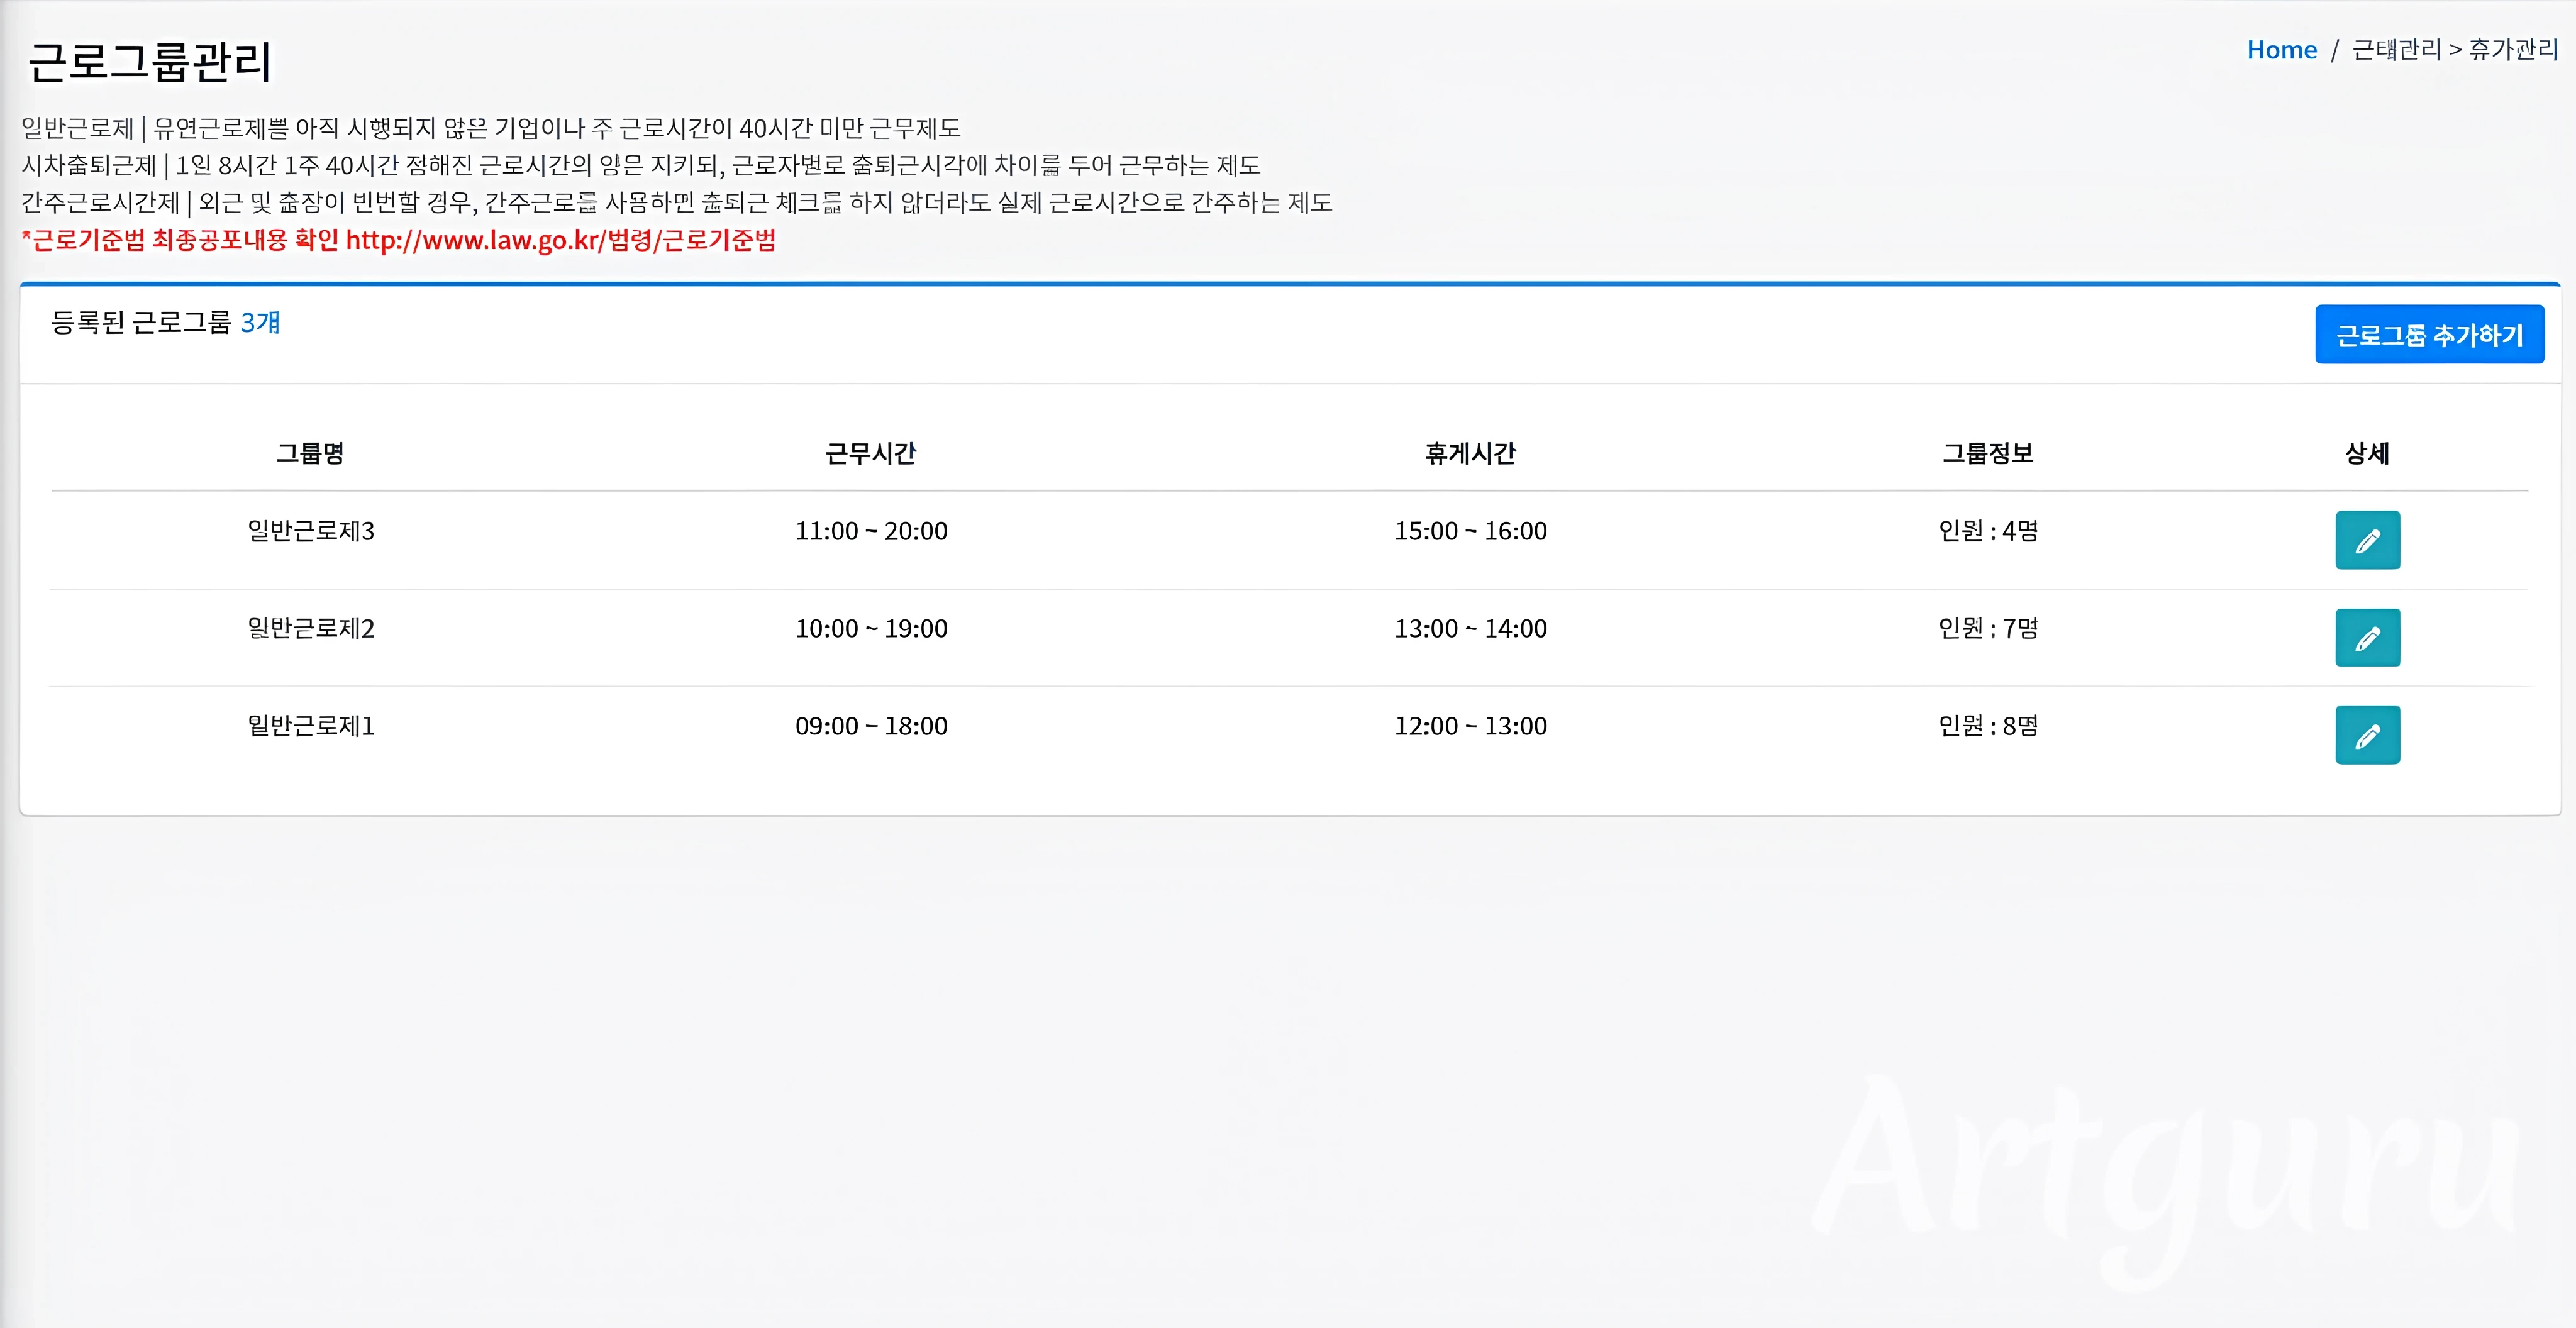 근로그룹관리
Home / 근태관리 > 휴가관리
일반근로제 | 유연근로제를 아직 시행되지 않은 기업이나 주 근로시간이 40시간 미만 근무제도
시차출퇴근제 | 1일 8시간 1주 40시간 정해진 근로시간의 양은 지키되, 근로자별로 출퇴근시각에 차이를 두어 근무하는 제도
간주근로시간제 | 외근 및 출장이 빈번할 경우, 간주근로를 사용하면 출퇴근 체크를 하지 않더라도 실제 근로시간으로 간주하는 제도
*근로기준법 최종공포내용 확인 http://www.law.go.kr/법령/근로기준법
등록된 근로그룹 3개
근로그룹 추가하기
그룹명 근무시간 휴게시간 그룹정보 상세
일반근로제3 11:00 ~ 20:00 15:00 ~ 16:00 인원 : 4명
일반근로제2 10:00 ~ 19:00 13:00 ~ 14:00 인원 : 7명
일반근로제1 09:00 ~ 18:00 12:00 ~ 13:00 인원 : 8명
Artguru